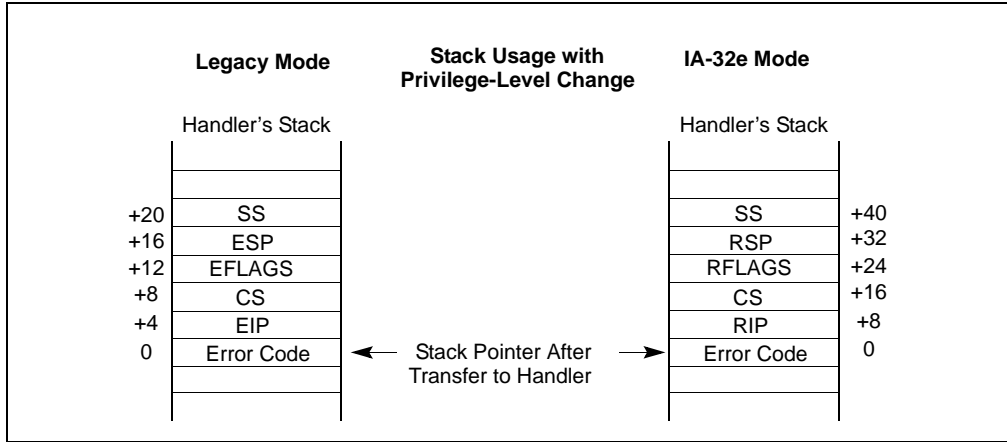 Legacy Mode
Stack Usage with
Privilege-Level Change
IA-32e Mode
Handler's Stack
Handler's Stack
+20 SS SS +40
+16 ESP RSP +32
+12 EFLAGS RFLAGS +24
+8 CS CS +16
+4 EIP RIP +8
0 Error Code Stack Pointer After Error Code 0
Transfer to Handler